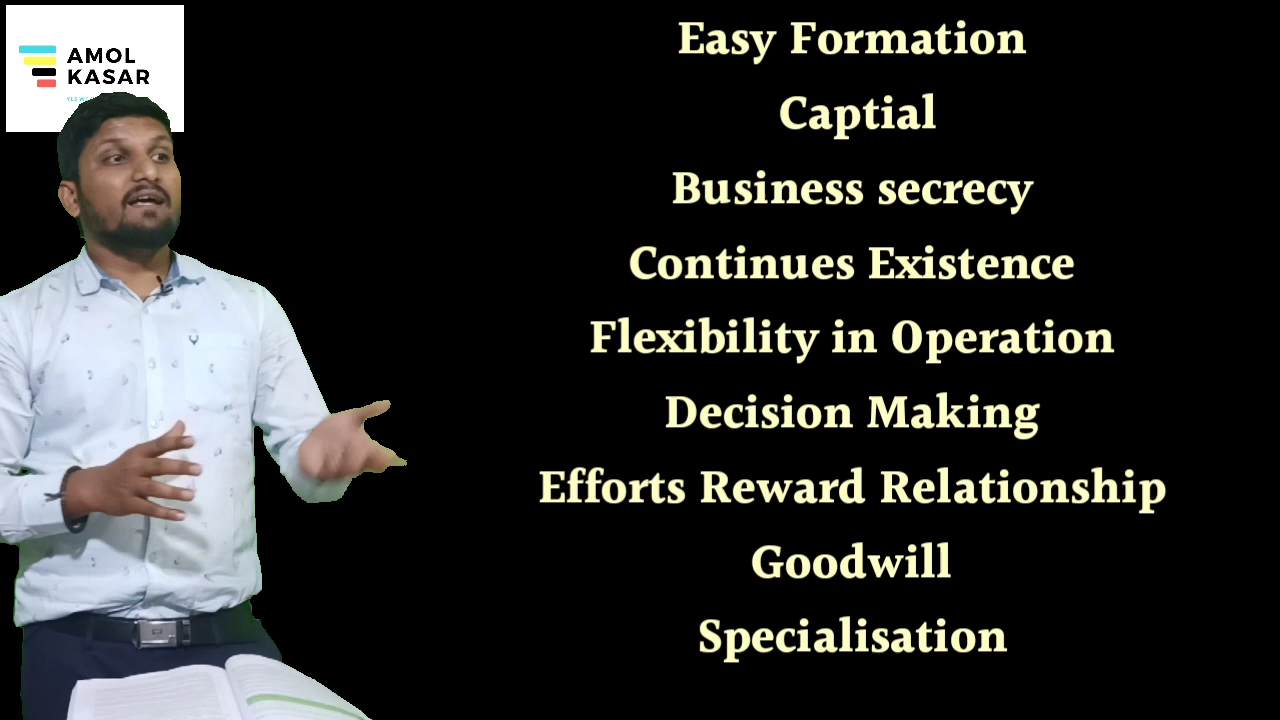 AMOL
KASAR
Easy Formation
Captial
Business secrecy
Continues Existence
Flexibility in Operation
Decision Making
Efforts Reward Relationship
Goodwill
Specialisation